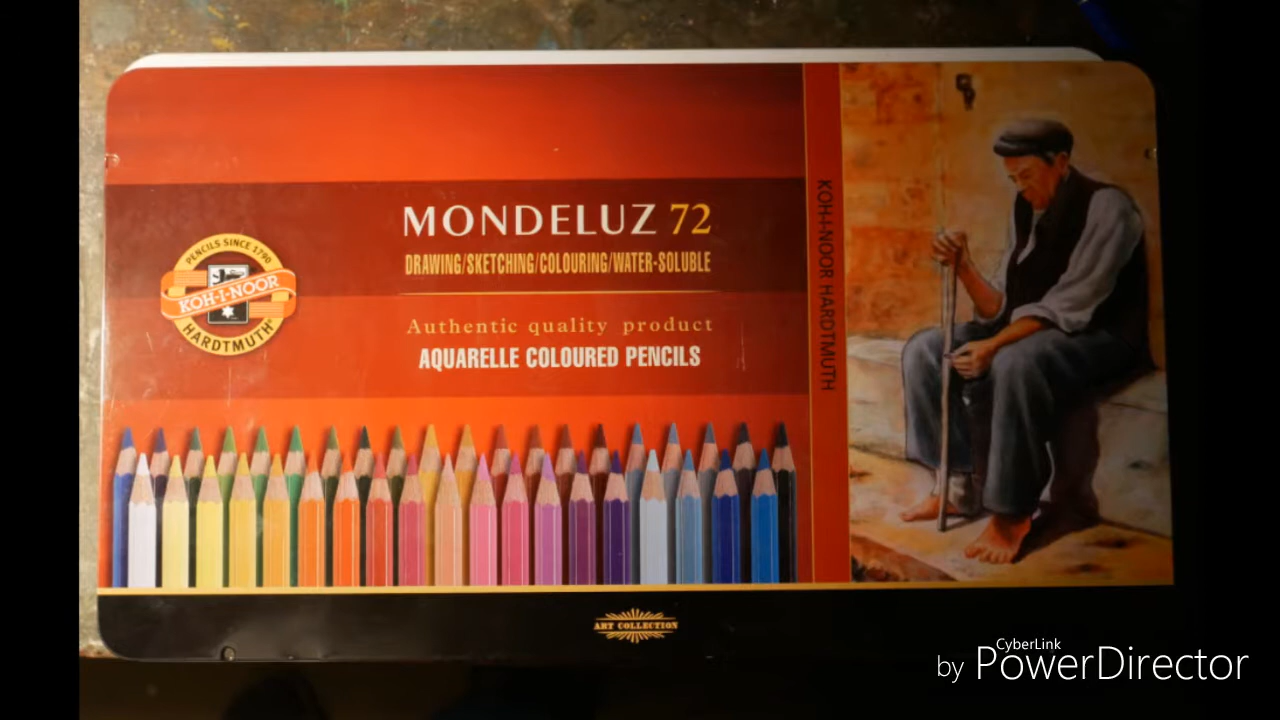 MONDELUZ 72
DRAWING/SKETCHING/COLOURING/WATER-SOLUBLE
Authentic quality product
AQUARELLE COLOURED PENCILS
PENCILS SINCE 1790
KOH-I-NOOR
HARDTMUTH®
KOH-I-NOOR HARDTMUTH
ART COLLECTION
CyberLink
by PowerDirector